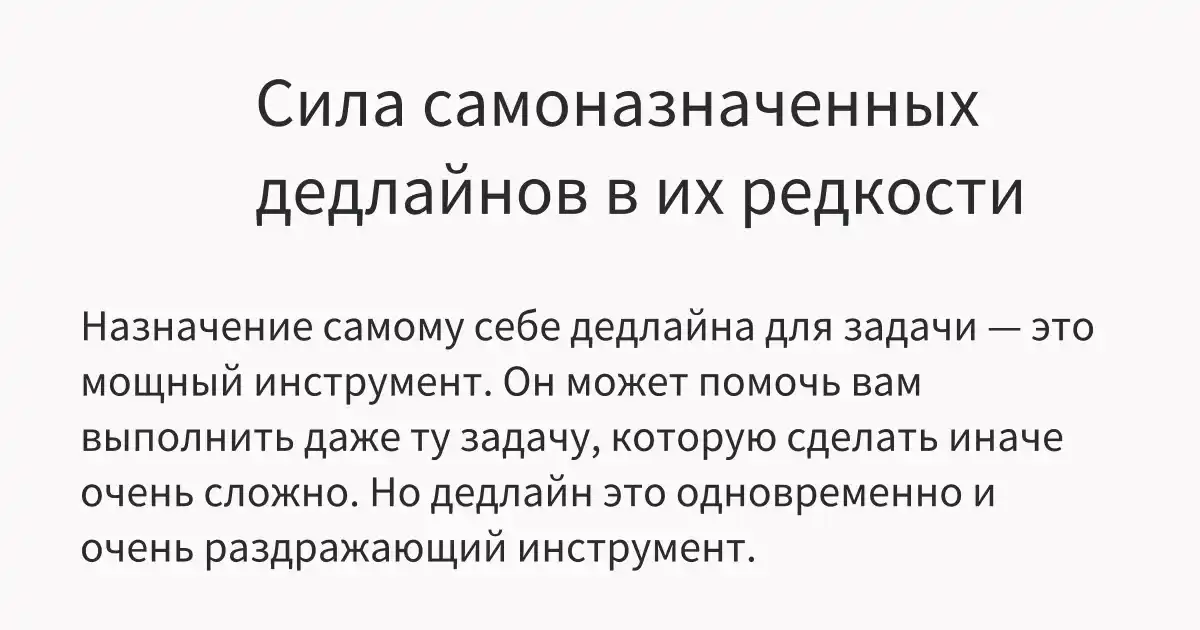 Сила самоназначенных
дедлайнов в их редкости
Назначение самому себе дедлайна для задачи — это
мощный инструмент. Он может помочь вам
выполнить даже ту задачу, которую сделать иначе
очень сложно. Но дедлайн это одновременно и
очень раздражающий инструмент.